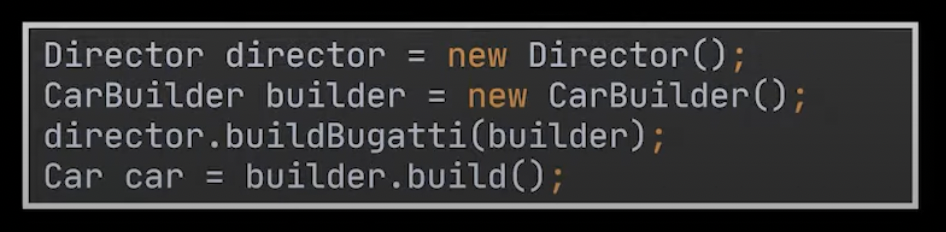 Director director = new Director();
CarBuilder builder = new CarBuilder();
director.buildBugatti(builder);
Car car = builder.build();